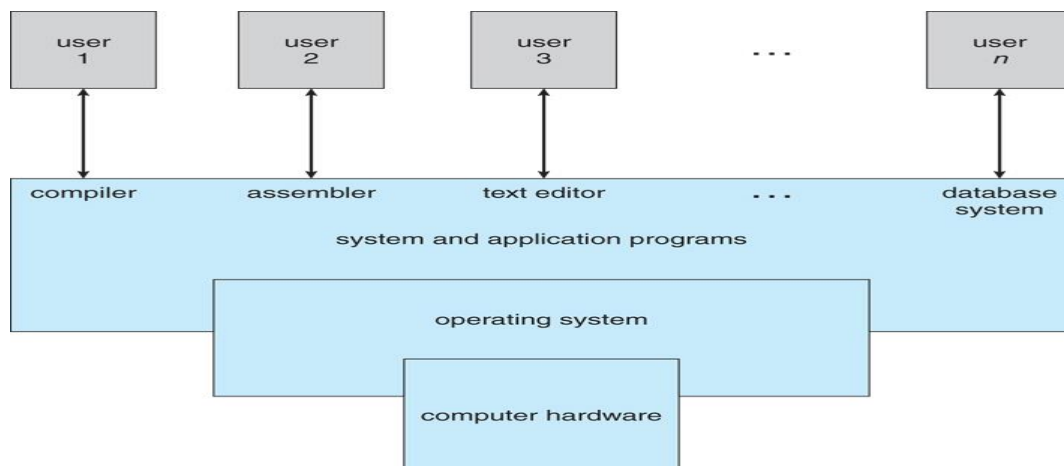 user
1
user
2
user
3
...
user
n
compiler
assembler
text editor
...
database
system
system and application programs
operating system
computer hardware